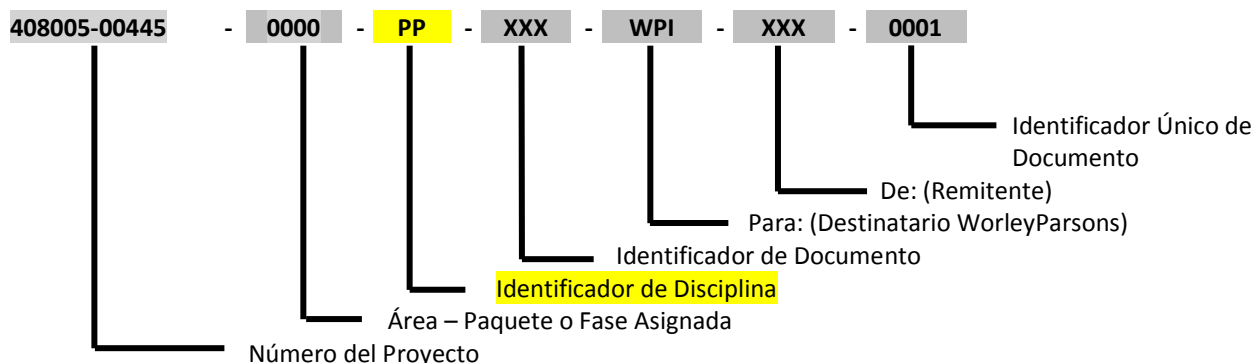 408005-00445 - 0000 - PP - XXX - WPI - XXX - 0001
Identificador Único de
Documento
De: (Remitente)
Para: (Destinatario WorleyParsons)
Identificador de Documento
Identificador de Disciplina
Área – Paquete o Fase Asignada
Número del Proyecto